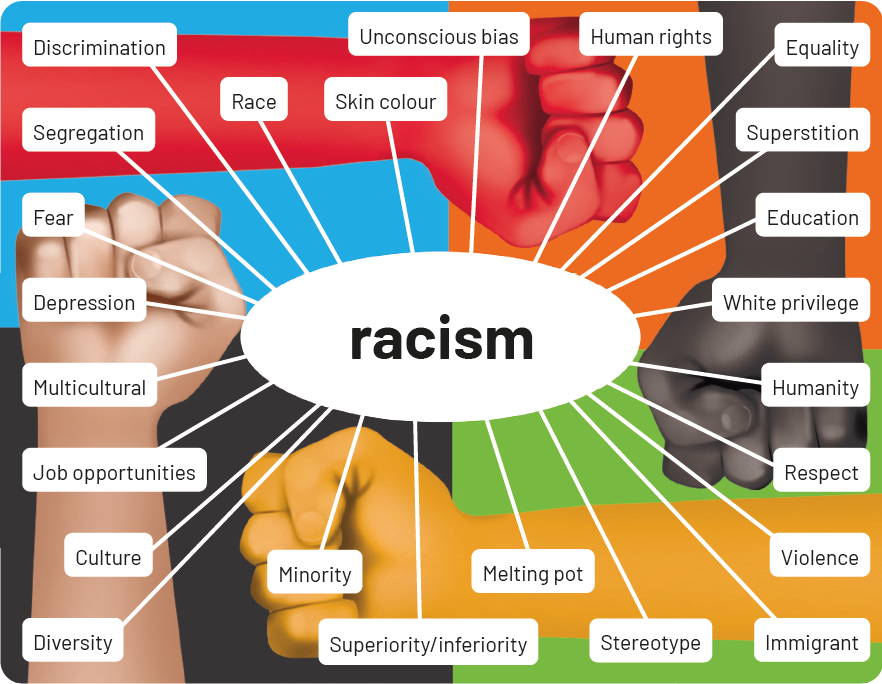 Discrimination
Unconscious bias
Human rights
Equality
Race
Skin colour
Segregation
Superstition
Fear
Education
Depression
White privilege
racism
Multicultural
Humanity
Job opportunities
Respect
Culture
Minority
Melting pot
Violence
Diversity
Superiority/inferiority
Stereotype
Immigrant